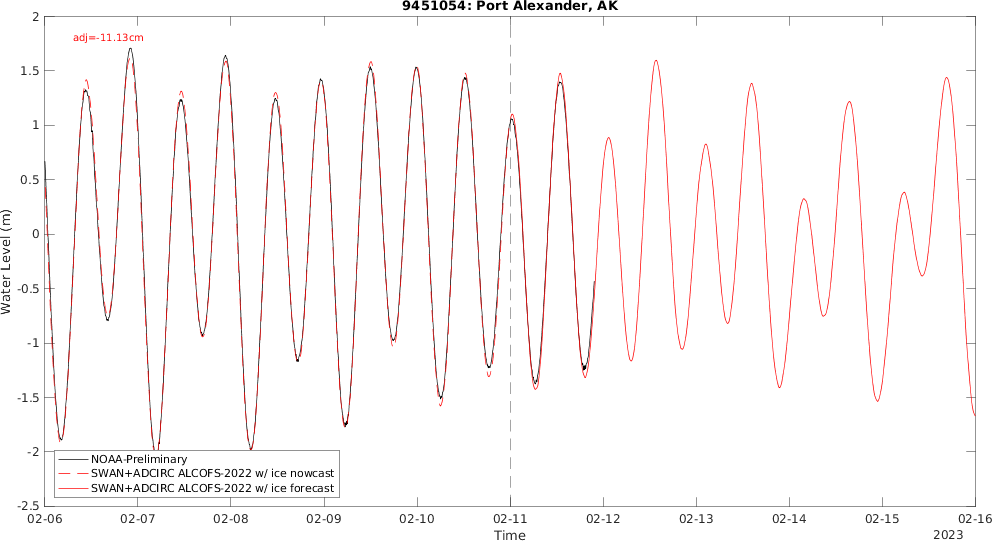 9451054: Port Alexander, AK
adj=-11.13cm
Water Level (m)
2
1.5
1
0.5
0
-0.5
-1
-1.5
-2
-2.5
NOAA-Preliminary
SWAN+ADCIRC ALCOFS-2022 w/ ice nowcast
SWAN+ADCIRC ALCOFS-2022 w/ ice forecast
02-06 02-07 02-08 02-09 02-10 02-11 02-12 02-13 02-14 02-15 02-16
Time
2023